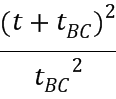 (t + t_BC)^2
t_BC^2